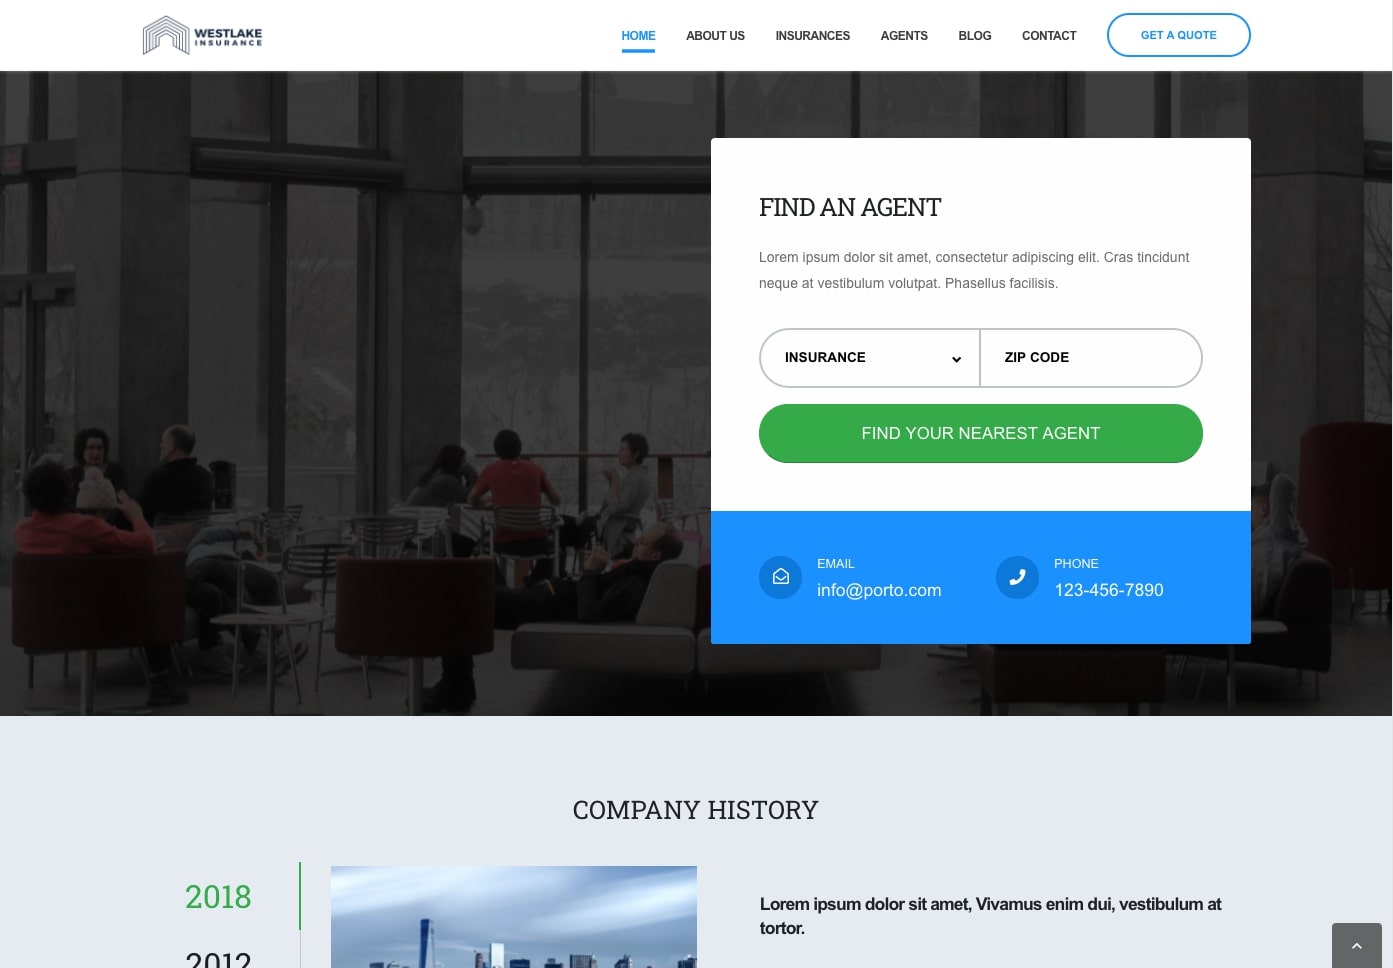 WESTLAKE
INSURANCE
HOME ABOUT US INSURANCES AGENTS BLOG CONTACT GET A QUOTE
FIND AN AGENT
Lorem ipsum dolor sit amet, consectetur adipiscing elit. Cras tincidunt
neque at vestibulum volutpat. Phasellus facilisis.
INSURANCE ZIP CODE
FIND YOUR NEAREST AGENT
EMAIL
info@porto.com
PHONE
123-456-7890
COMPANY HISTORY
2018
2012
Lorem ipsum dolor sit amet, Vivamus enim dui, vestibulum at
tortor.